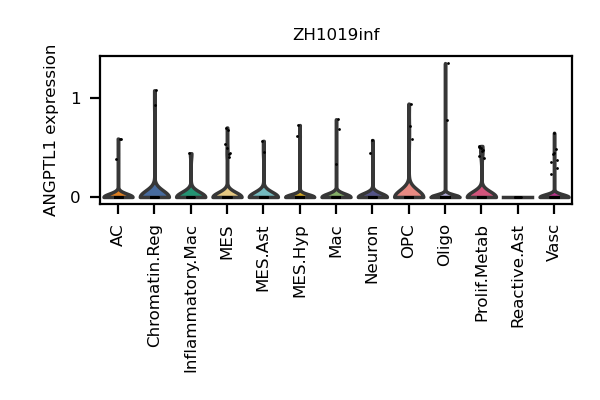 ZH1019inf
ANGPTL1 expression
1
0
AC
Chromatin.Reg
Inflammatory.Mac
MES
MES.Ast
MES.Hyp
Mac
Neuron
OPC
Oligo
Prolif.Metab
Reactive.Ast
Vasc